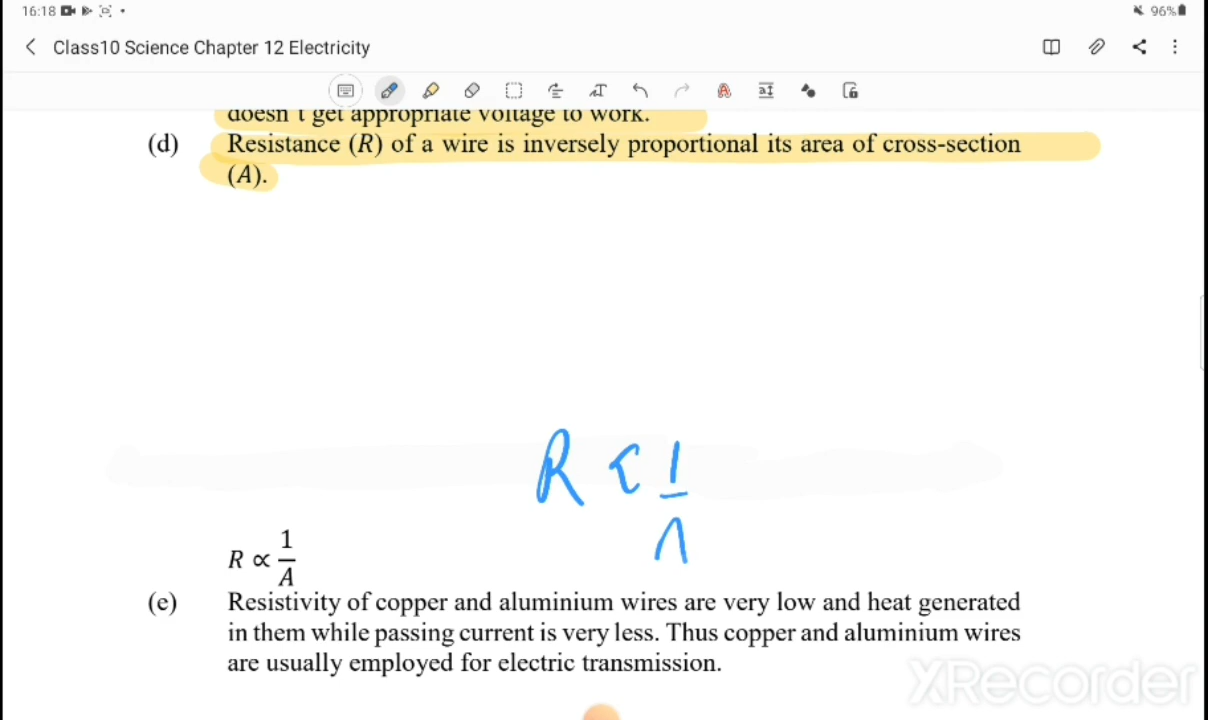 16:18 96%
Class10 Science Chapter 12 Electricity
doesn't get appropriate voltage to work.
(d) Resistance (R) of a wire is inversely proportional its area of cross-section
(A).
R ∝ 1/A
R ∝ 1/A
(e) Resistivity of copper and aluminium wires are very low and heat generated
in them while passing current is very less. Thus copper and aluminium wires
are usually employed for electric transmission.
XRecorder